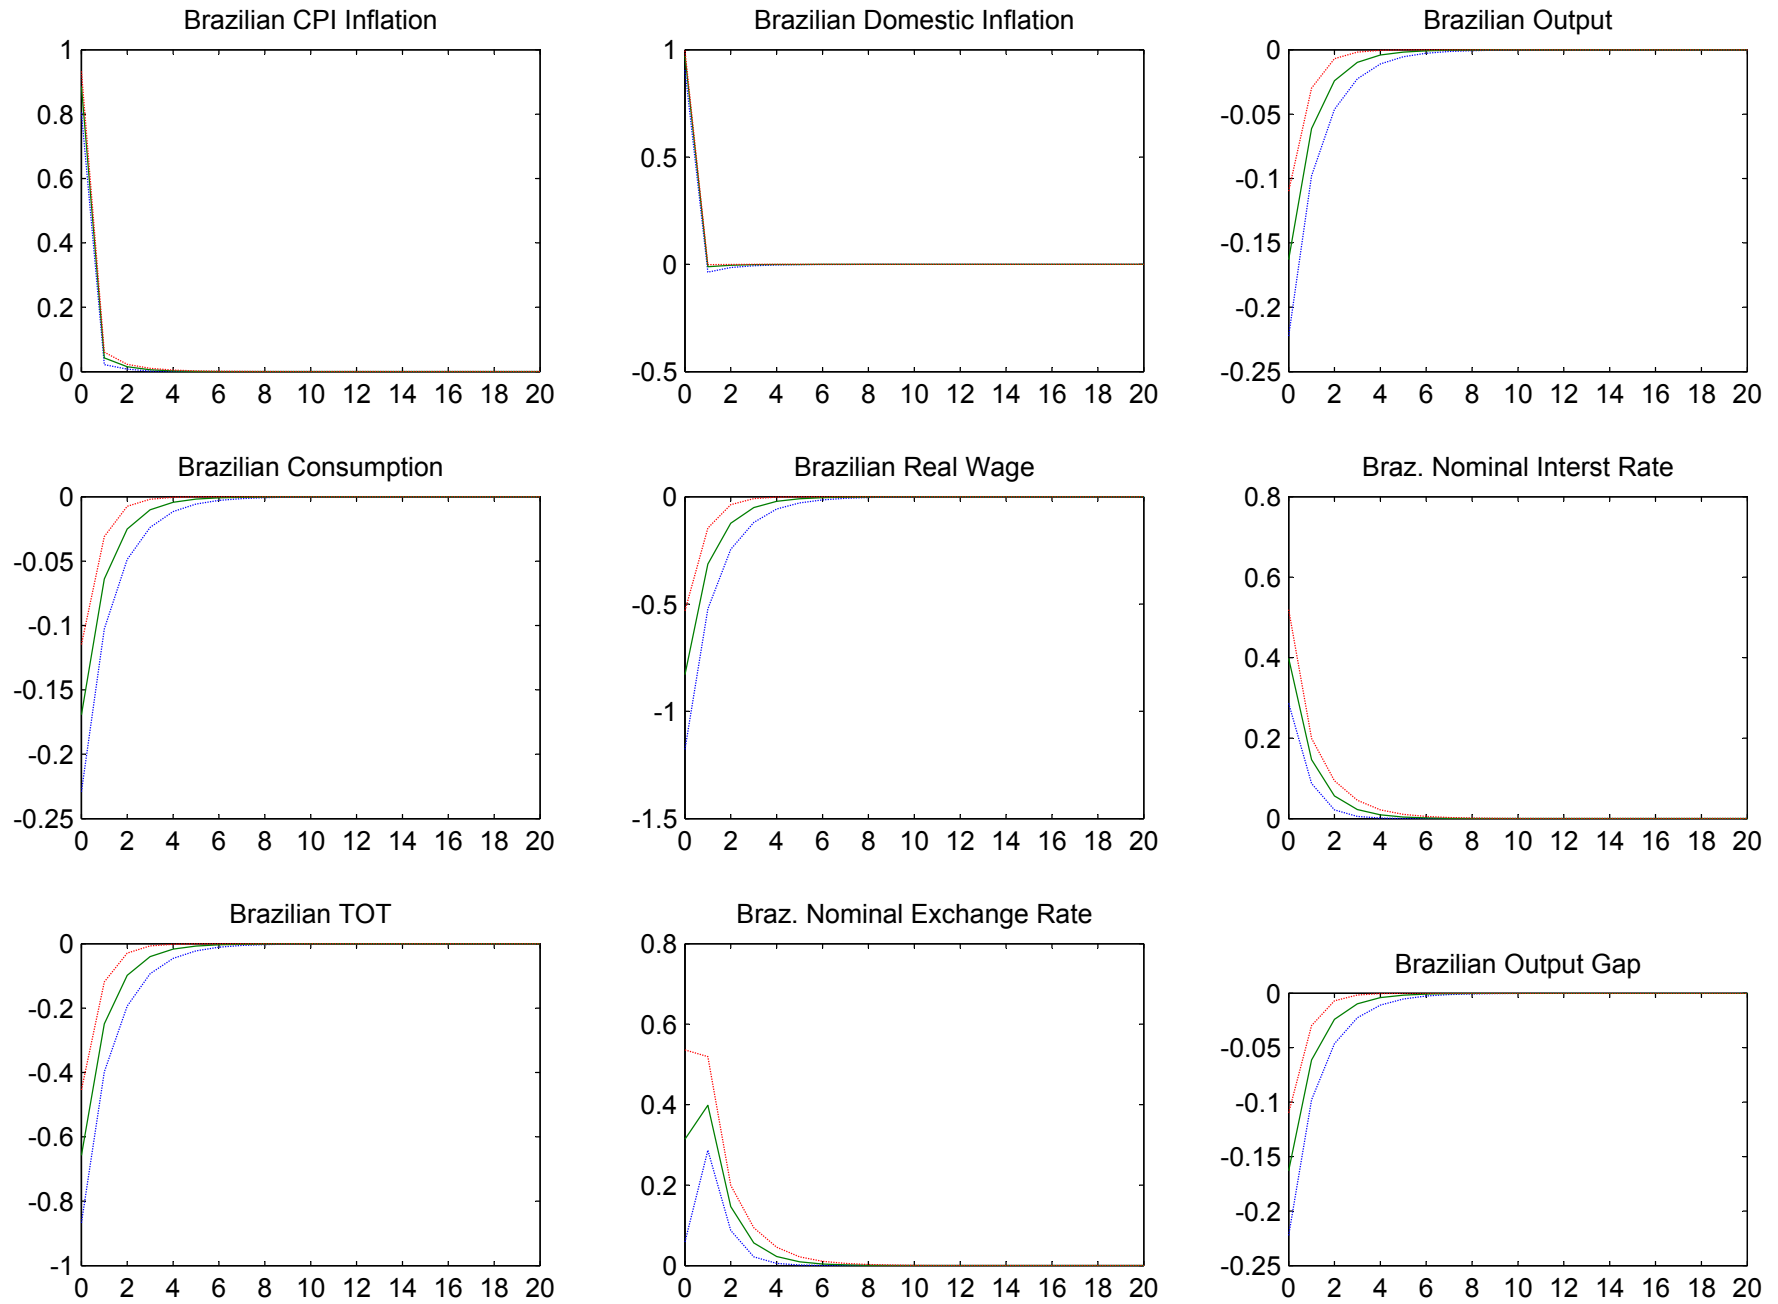 Brazilian CPI Inflation
1
0.8
0.6
0.4
0.2
0
0 2 4 6 8 10 12 14 16 18 20
Brazilian Domestic Inflation
1
0.5
0
-0.5
0 2 4 6 8 10 12 14 16 18 20
Brazilian Output
0
-0.05
-0.1
-0.15
-0.2
-0.25
0 2 4 6 8 10 12 14 16 18 20
Brazilian Consumption
0
-0.05
-0.1
-0.15
-0.2
-0.25
0 2 4 6 8 10 12 14 16 18 20
Brazilian Real Wage
0
-0.5
-1
-1.5
0 2 4 6 8 10 12 14 16 18 20
Braz. Nominal Interst Rate
0.8
0.6
0.4
0.2
0
0 2 4 6 8 10 12 14 16 18 20
Brazilian TOT
0
-0.2
-0.4
-0.6
-0.8
-1
0 2 4 6 8 10 12 14 16 18 20
Braz. Nominal Exchange Rate
0.8
0.6
0.4
0.2
0
0 2 4 6 8 10 12 14 16 18 20
Brazilian Output Gap
0
-0.05
-0.1
-0.15
-0.2
-0.25
0 2 4 6 8 10 12 14 16 18 20